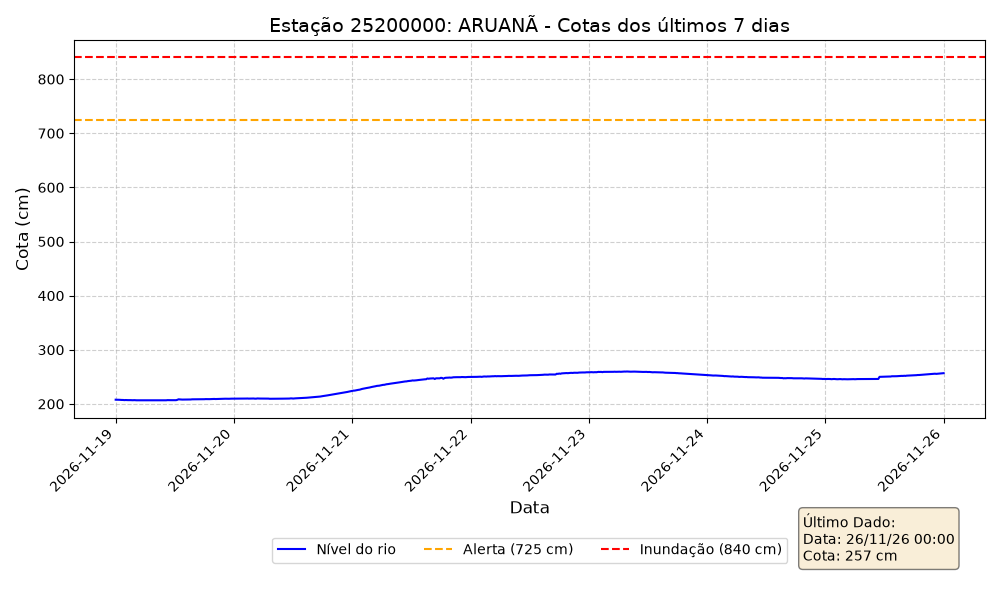 Estação 25200000: ARUANÃ - Cotas dos últimos 7 dias
Cota (cm)
800
700
600
500
400
300
200
2026-11-19
2026-11-20
2026-11-21
2026-11-22
2026-11-23
2026-11-24
2026-11-25
2026-11-26
Data
Nível do rio
Alerta (725 cm)
Inundação (840 cm)
Último Dado:
Data: 26/11/26 00:00
Cota: 257 cm